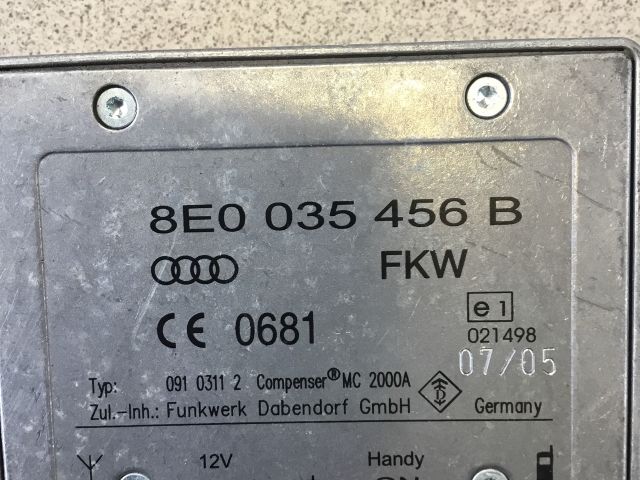 8E0 035 456 B
FKW
CE 0681
e1
021498
07/05
Typ: 091 0311 2 Compenser® MC 2000A
Zul.-Inh.: Funkwerk Dabendorf GmbH Germany
12V Handy